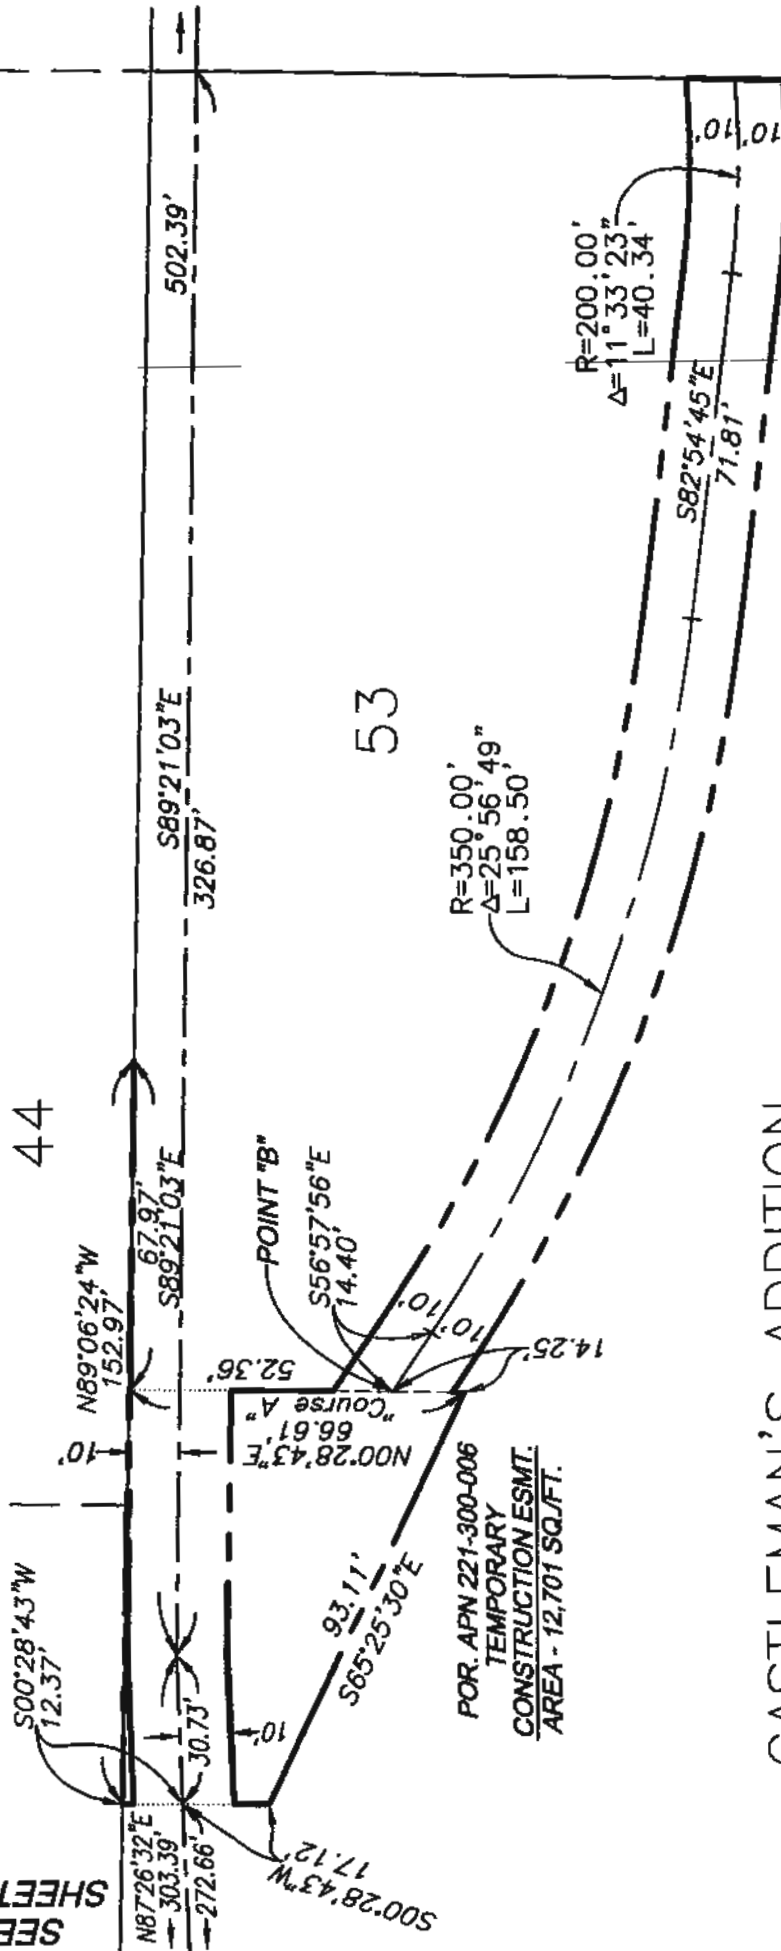 SEE
SHEET
44
53
502.39'
S89°21'03"E
326.87'
N89°06'24"W
152.97'
67.97'
S89°21'03"E
10'
S00°28'43"W
12.37'
30.73'
N87°26'32"E
303.39'
272.66'
S00°28'43"W
17.12'
10'
93.11'
S65°25'30"E
52.36'
"Course A"
66.61'
N00°28'43"E
POINT "B"
S56°57'56"E
14.40'
10'
10'
14.25'
R=350.00'
Δ=25°56'49"
L=158.50'
S82°54'45"E
71.81'
R=200.00'
Δ=11°33'23"
L=40.34'
10'
10'
POR. APN 221-300-006
TEMPORARY
CONSTRUCTION ESMT.
AREA - 12,701 SQ.FT.
CASTLEMAN'S ADDITION